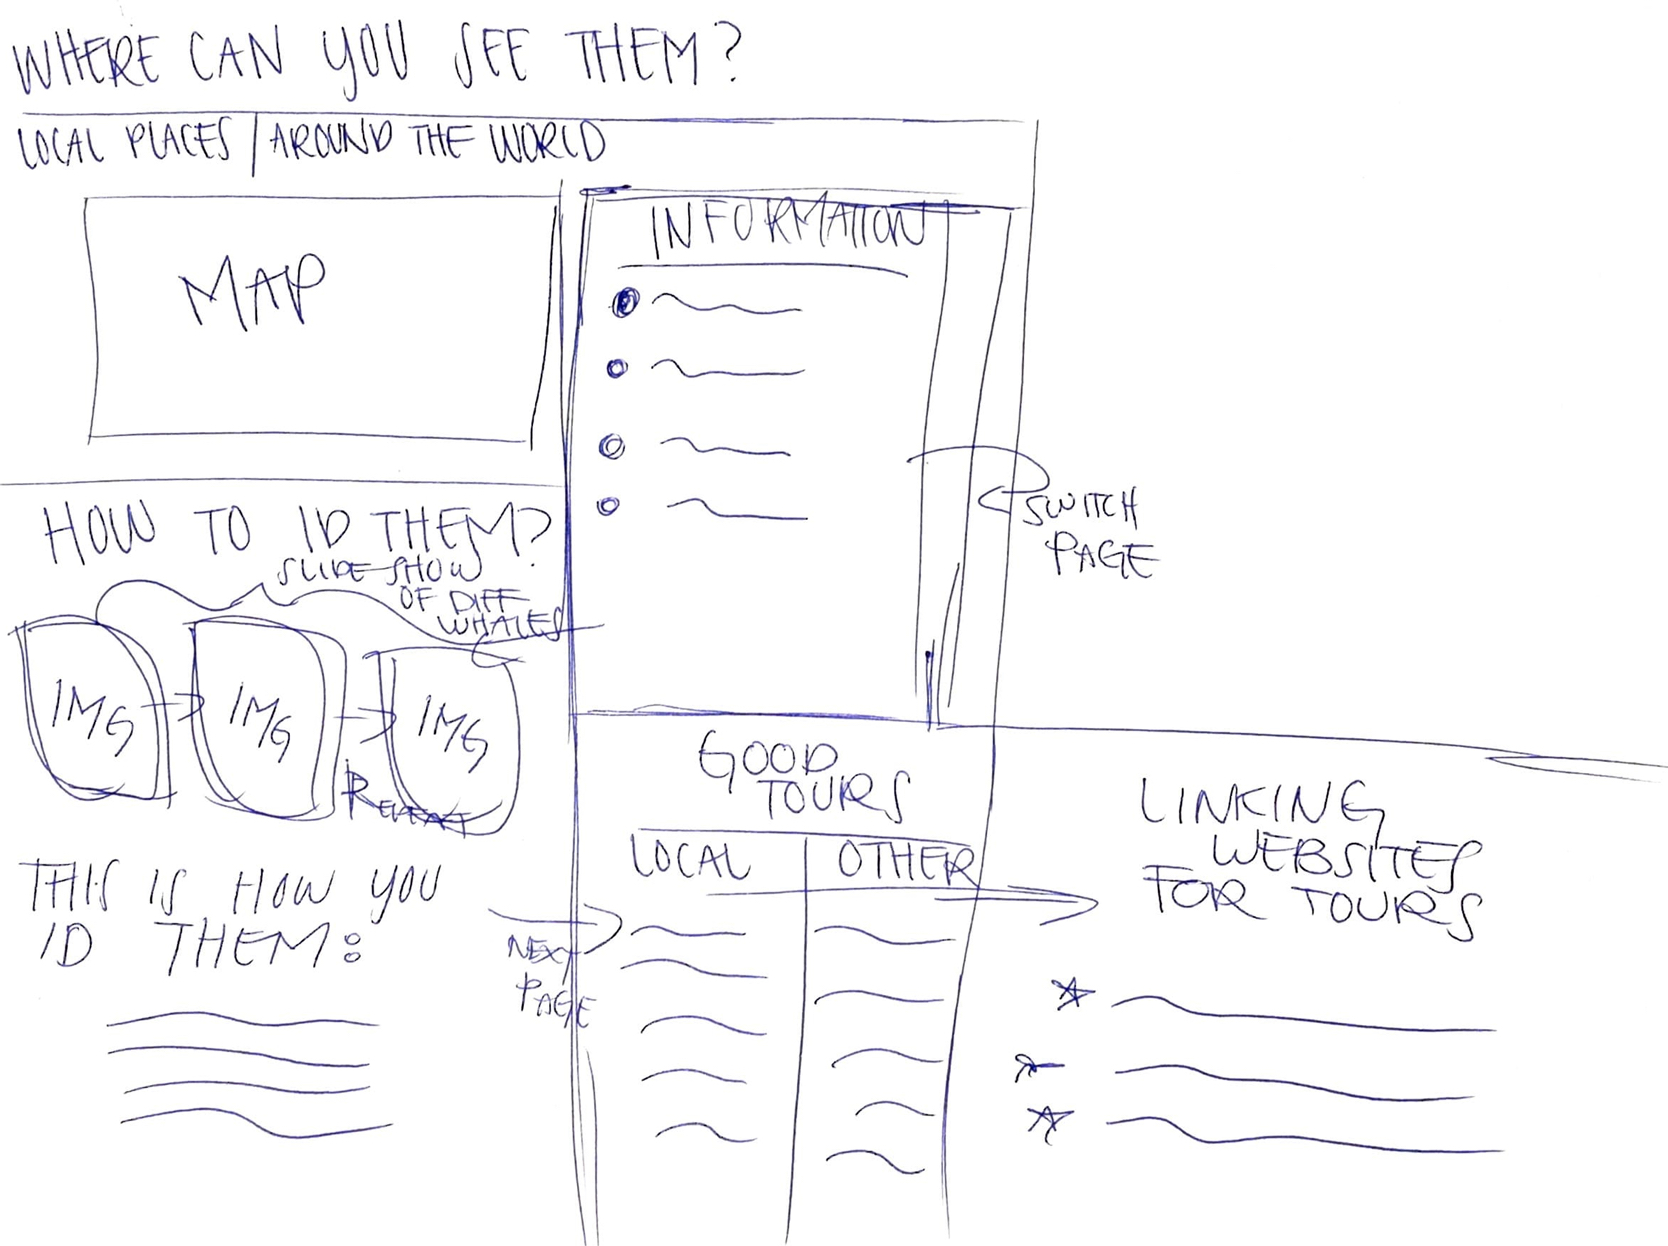 WHERE CAN YOU SEE THEM?
LOCAL PLACES / AROUND THE WORLD
MAP
INFORMATION
SWITCH
PAGE
HOW TO ID THEM?
SLIDE SHOW
OF DIFF
WHALES
IMG
IMG
IMG
REPEAT
THIS IS HOW YOU
ID THEM:
NEXT
PAGE
GOOD
TOURS
LOCAL
OTHER
LINKING
WEBSITES
FOR TOURS